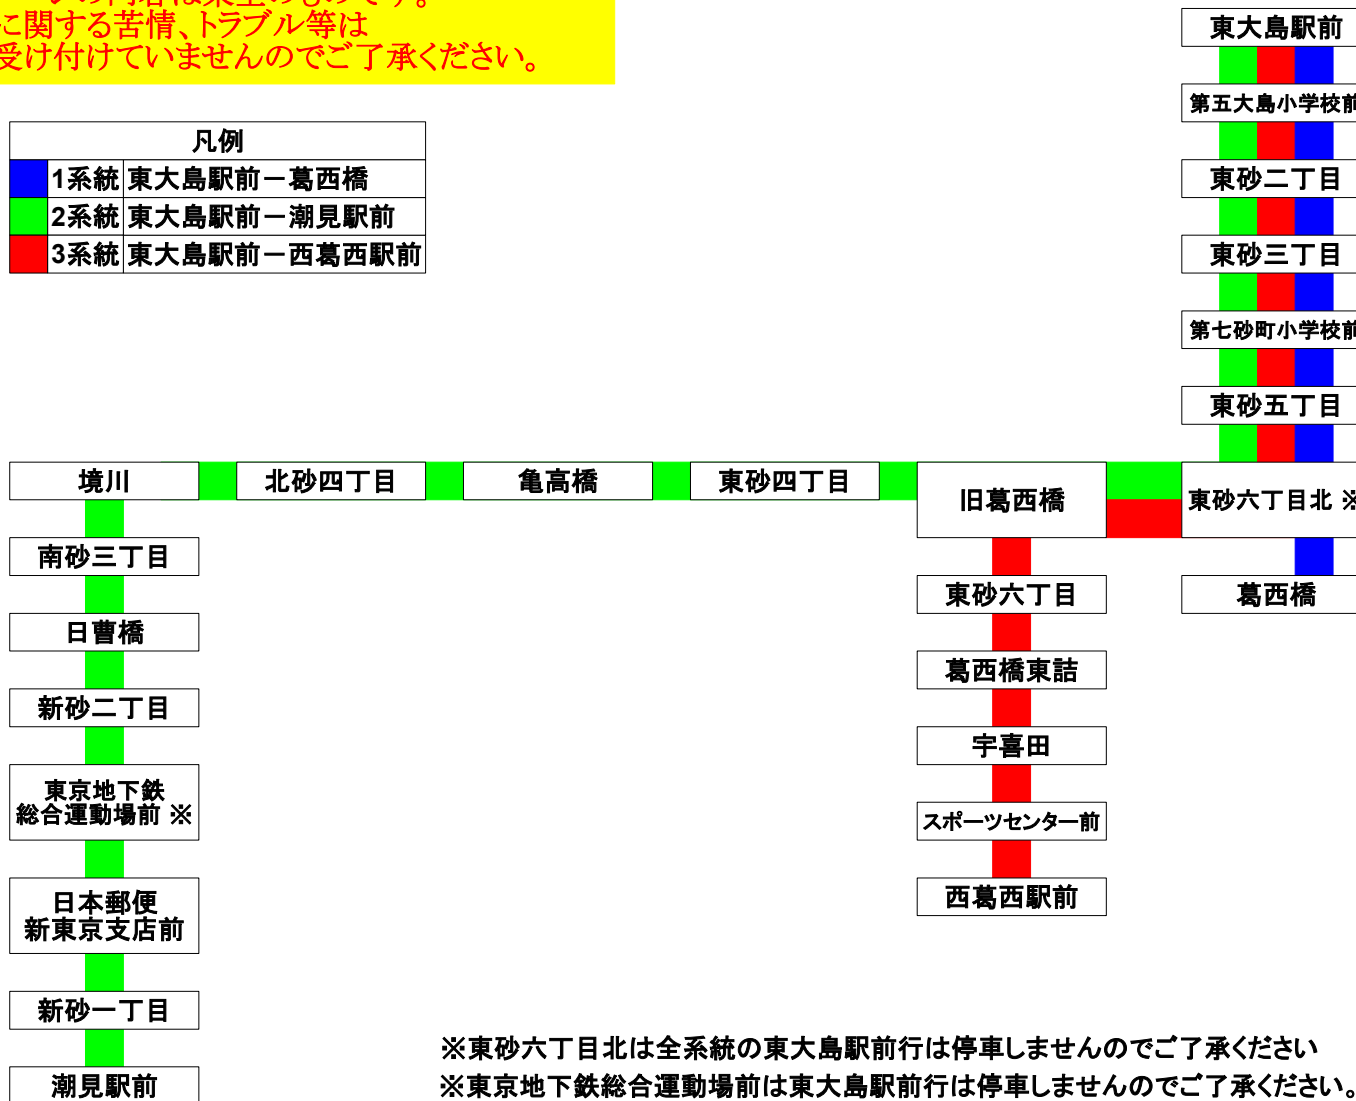 に関する苦情、トラブル等は
受け付けていませんのでご了承ください。
凡例
1系統 東大島駅前－葛西橋
2系統 東大島駅前－潮見駅前
3系統 東大島駅前－西葛西駅前
東大島駅前
第五大島小学校前
東砂二丁目
東砂三丁目
第七砂町小学校前
東砂五丁目
境川
北砂四丁目
亀高橋
東砂四丁目
旧葛西橋
東砂六丁目北 ※
南砂三丁目
東砂六丁目
葛西橋
日曹橋
葛西橋東詰
新砂二丁目
宇喜田
東京地下鉄
総合運動場前 ※
スポーツセンター前
日本郵便
新東京支店前
西葛西駅前
新砂一丁目
潮見駅前
※東砂六丁目北は全系統の東大島駅前行は停車しませんのでご了承ください
※東京地下鉄総合運動場前は東大島駅前行は停車しませんのでご了承ください。